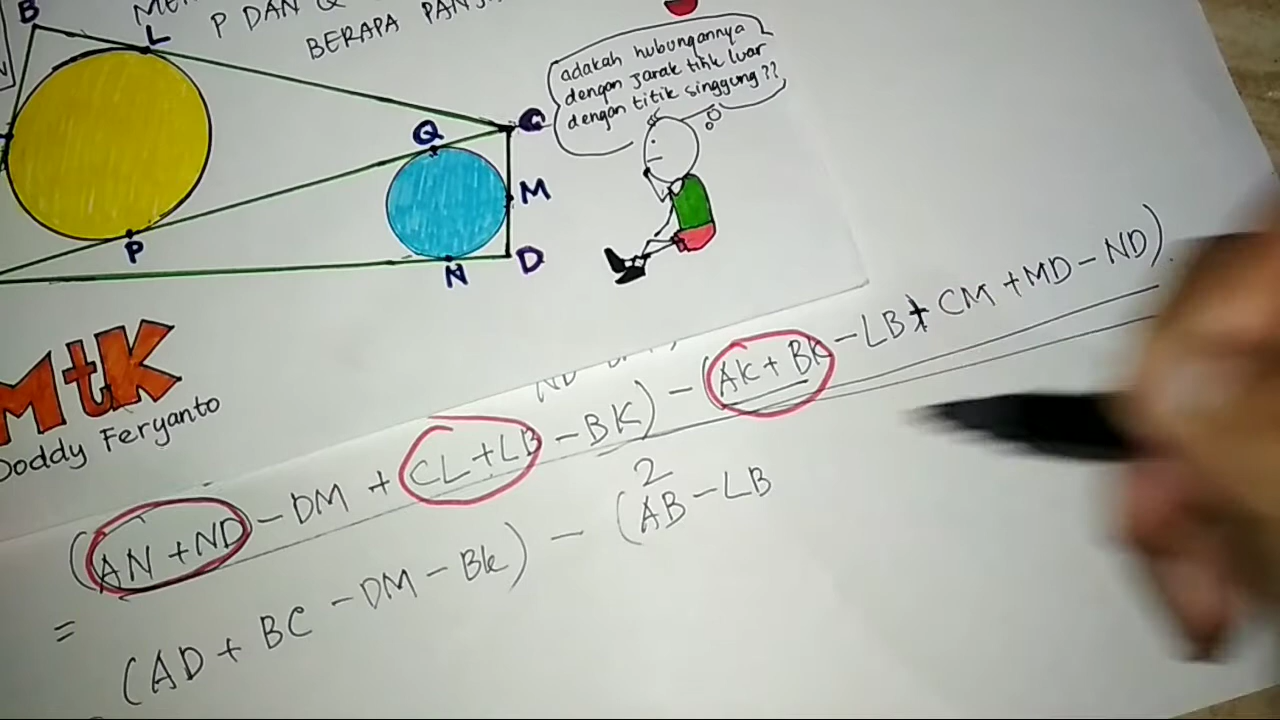 B
L
P DAN Q
BERAPA
adakah hubungannya
dengan jarak titik luar
dengan titik singgung??
Q
C
M
P
N
D
MtK
Doddy Feryanto
(AN + ND - DM + CL + LB - BK) - (AK + BK - LB + CM + MD - ND).
2
=
(AD + BC - DM - Bk) - (AB - LB